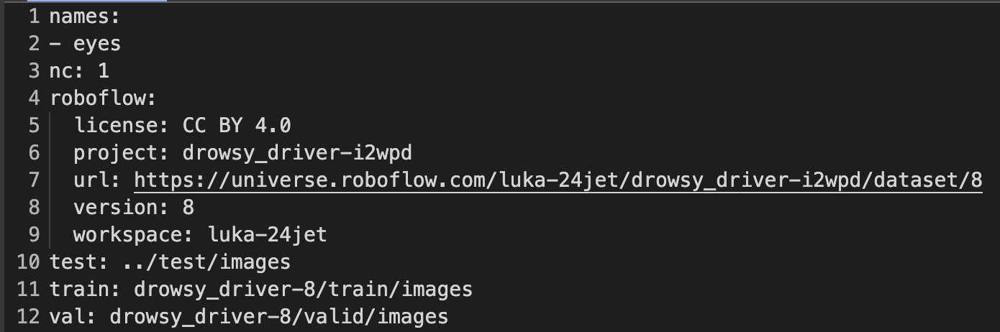 1 names:
2 - eyes
3 nc: 1
4 roboflow:
5 license: CC BY 4.0
6 project: drowsy_driver-i2wpd
7 url: https://universe.roboflow.com/luka-24jet/drowsy_driver-i2wpd/dataset/8
8 version: 8
9 workspace: luka-24jet
10 test: ../test/images
11 train: drowsy_driver-8/train/images
12 val: drowsy_driver-8/valid/images